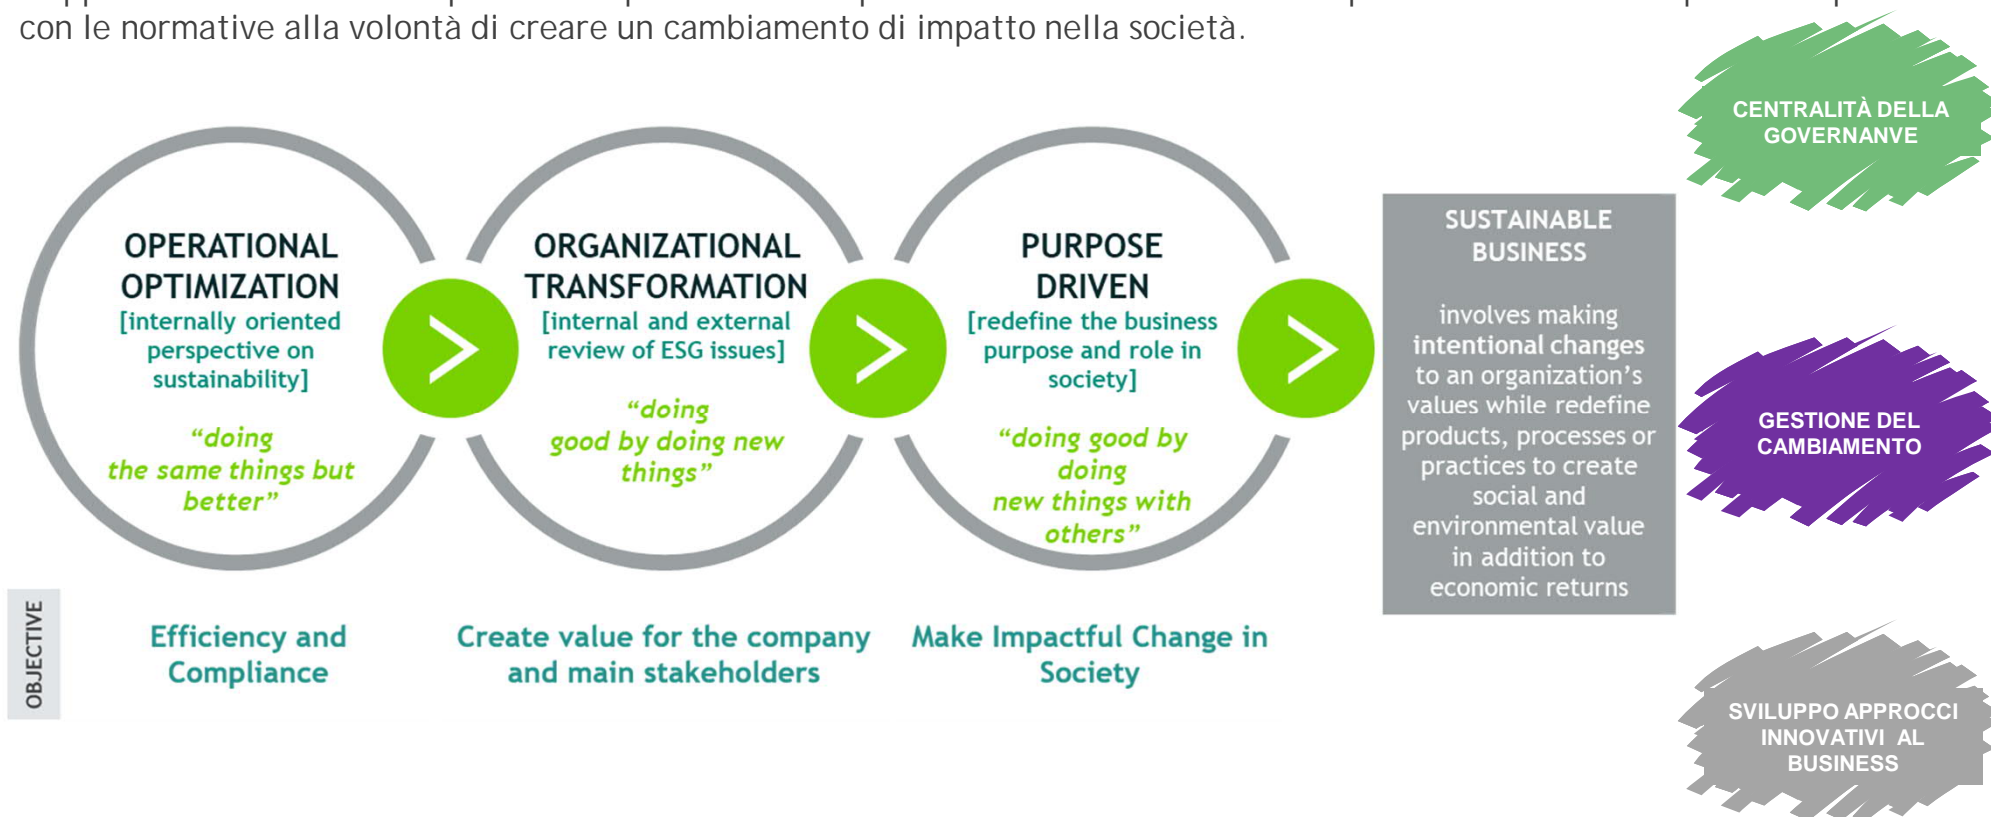 con le normative alla volontà di creare un cambiamento di impatto nella società.
CENTRALITÀ DELLA
GOVERNANVE
OPERATIONAL
OPTIMIZATION
[internally oriented
perspective on
sustainability]
“doing
the same things but
better”
ORGANIZATIONAL
TRANSFORMATION
[internal and external
review of ESG issues]
“doing
good by doing new
things”
PURPOSE
DRIVEN
[redefine the business
purpose and role in
society]
“doing good by
doing
new things with
others”
SUSTAINABLE
BUSINESS
involves making
intentional changes
to an organization’s
values while redefine
products, processes or
practices to create
social and
environmental value
in addition to
economic returns
GESTIONE DEL
CAMBIAMENTO
OBJECTIVE
Efficiency and
Compliance
Create value for the company
and main stakeholders
Make Impactful Change in
Society
SVILUPPO APPROCCI
INNOVATIVI AL
BUSINESS